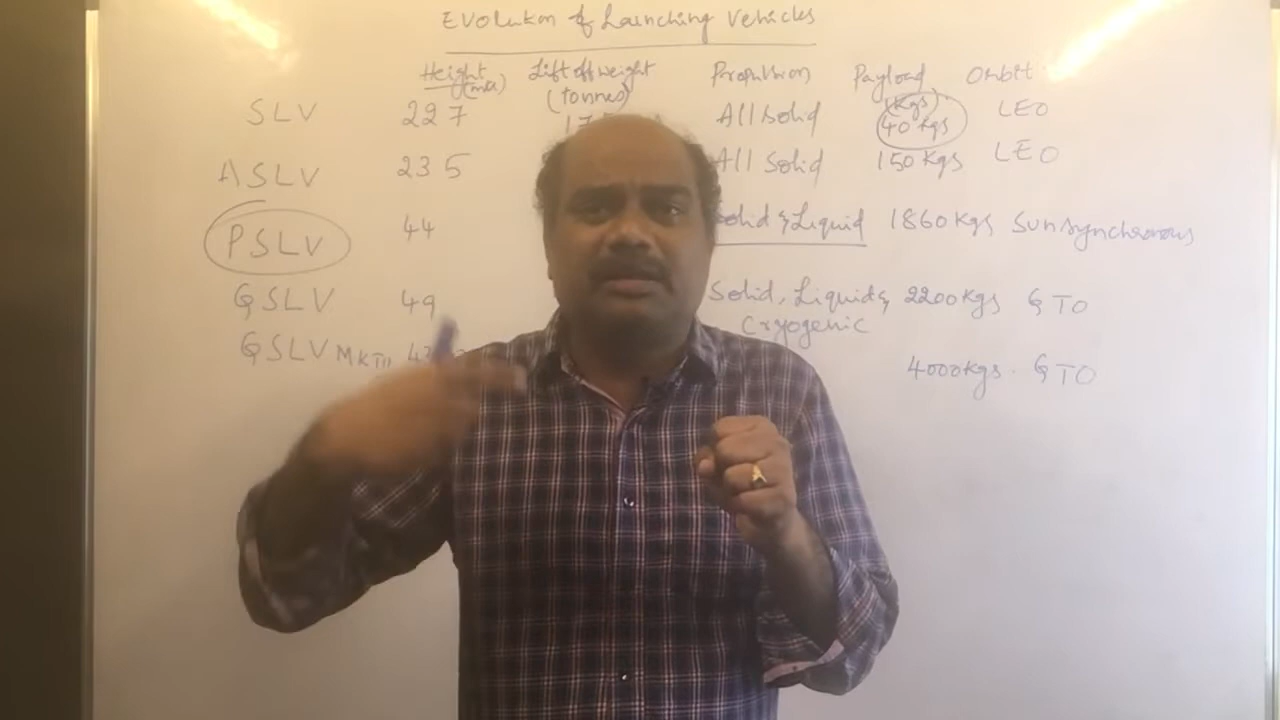 Evolution of Launching Vehicles
Height (mts) Lift off weight (tonnes) Propulsion Payload (Kgs) Orbit
SLV 22 7 All Solid 40 Kgs LEO
ASLV 23 5 All Solid 150 Kgs LEO
PSLV 44 Solid & Liquid 1860 Kgs Sunsynchronous
GSLV 49 Solid, Liquid & 2200 Kgs GTO
Cryogenic
GSLV MKIII 4000 Kgs. GTO